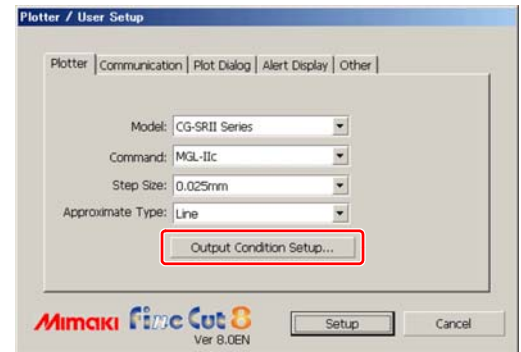 Plotter / User Setup
Plotter Communication Plot Dialog Alert Display Other
Model: CG-SRII Series
Command: MGL-IIc
Step Size: 0.025mm
Approximate Type: Line
Output Condition Setup...
Mimaki Fine Cut 8 Setup Cancel
Ver 8.0EN